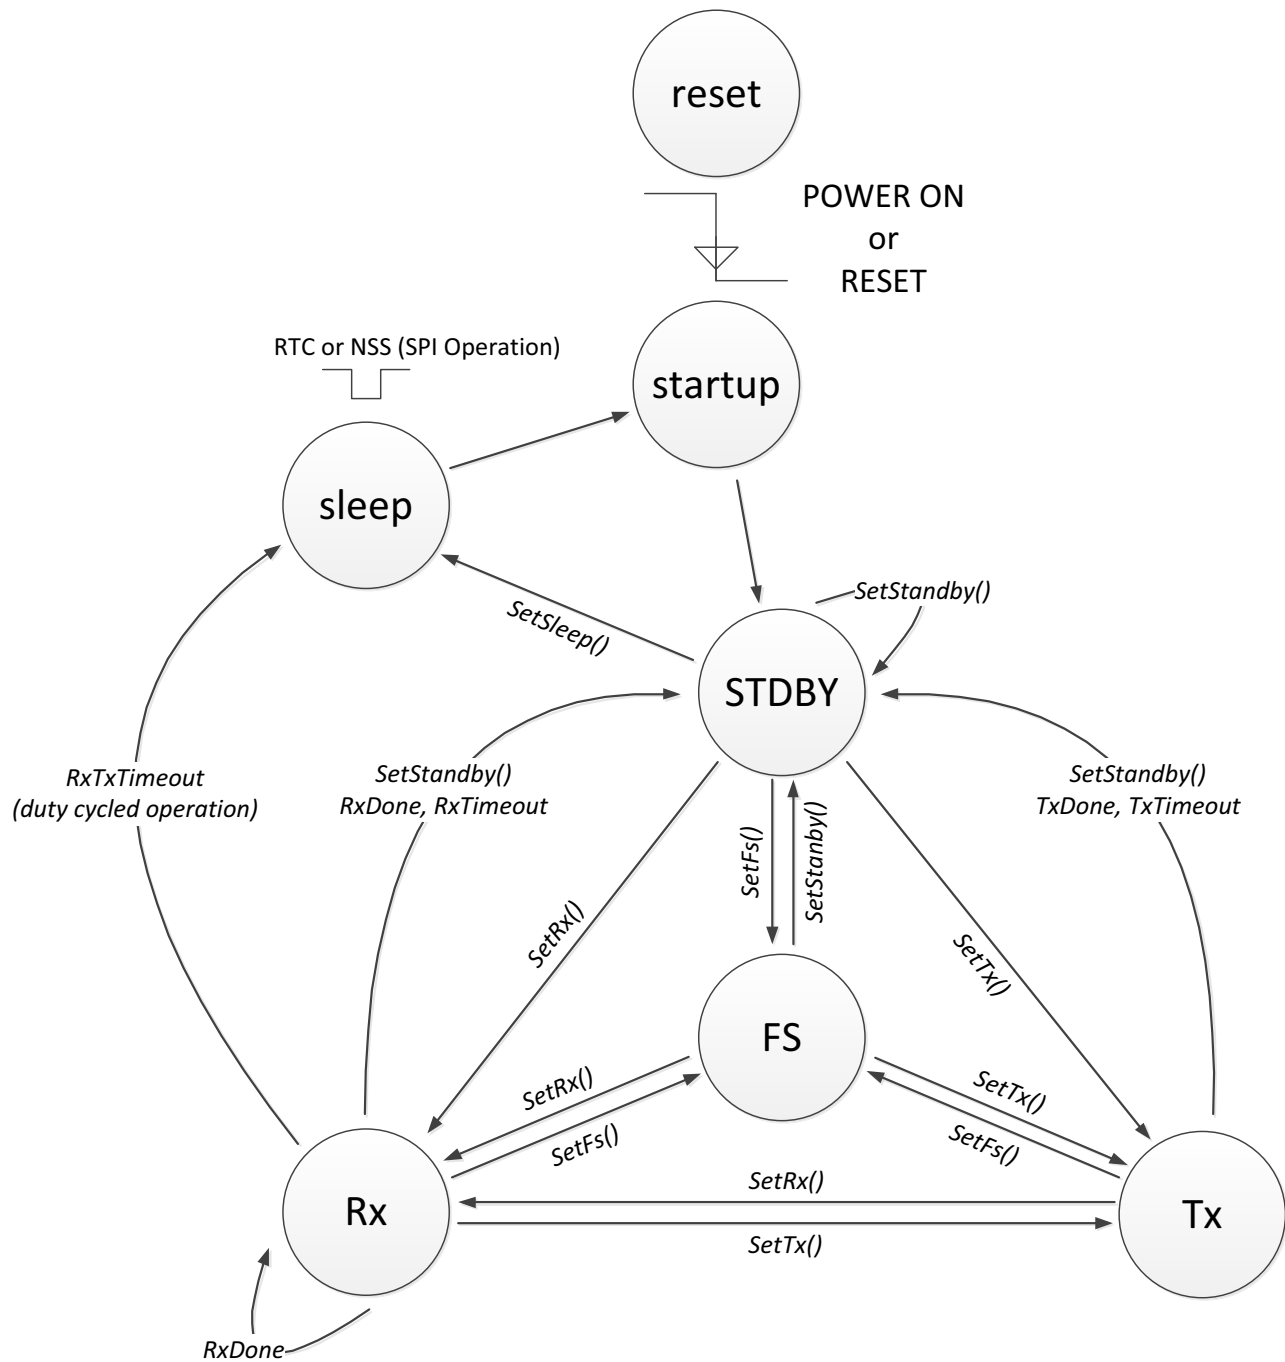 reset
POWER ON
or
RESET
RTC or NSS (SPI Operation)
startup
sleep
SetStandby()
SetSleep()
STDBY
RxTxTimeout
(duty cycled operation)
SetStandby()
RxDone, RxTimeout
SetStandby()
TxDone, TxTimeout
SetFs()
SetStanby()
SetRx()
SetTx()
FS
SetRx()
SetFs()
SetTx()
SetFs()
SetRx()
Rx
Tx
SetTx()
RxDone